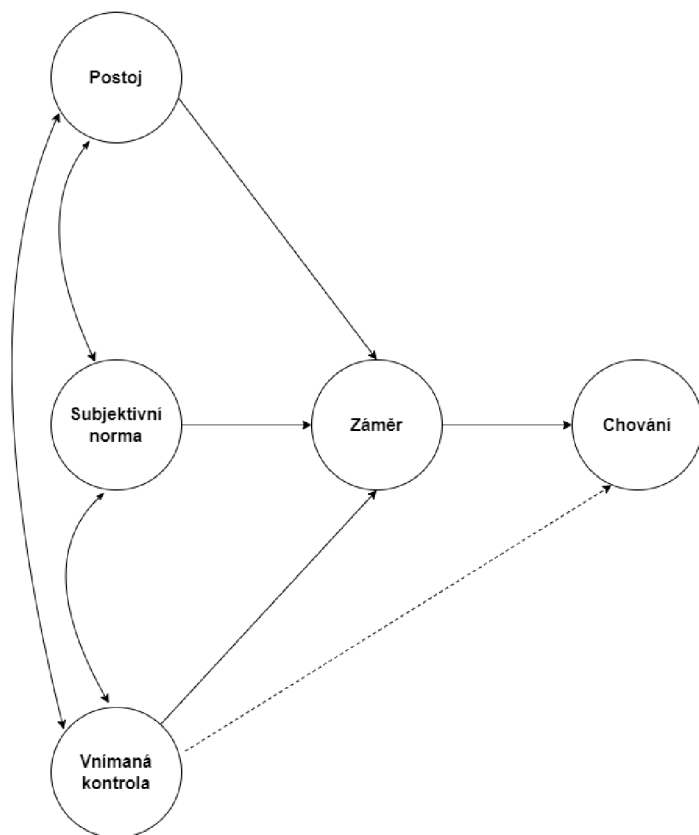 Postoj
Subjektivní
norma
Záměr
Chování
Vnímaná
kontrola